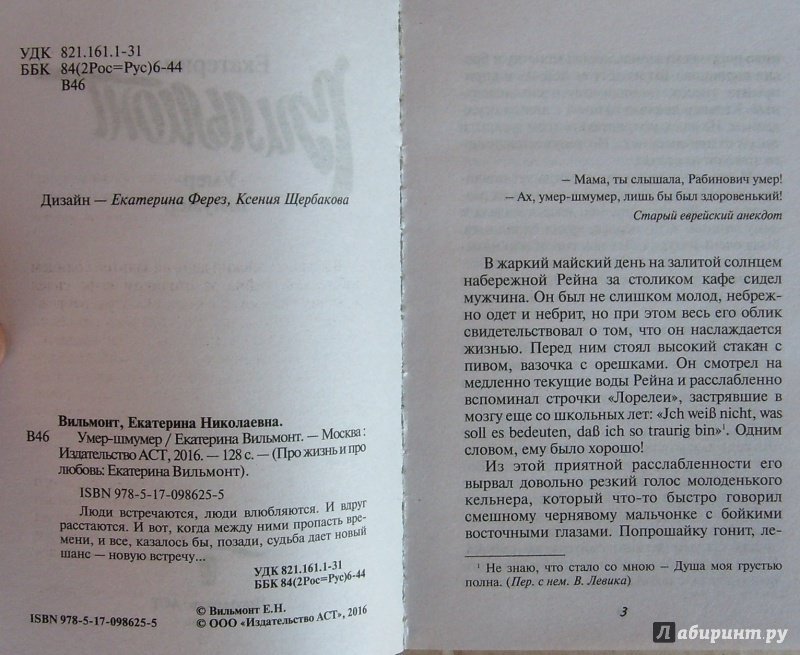 УДК 821.161.1-31
ББК 84(2Рос=Рус)6-44
В46
Дизайн — Екатерина Ферез, Ксения Щербакова
Вильмонт, Екатерина Николаевна.
В46 Умер-шмумер / Екатерина Вильмонт. — Москва :
Издательство АСТ, 2016. — 128 с. — (Про жизнь и про
любовь: Екатерина Вильмонт).
ISBN 978-5-17-098625-5
Люди встречаются, люди влюбляются. И вдруг
расстаются. И вот, когда между ними пропасть вре-
мени, и все, казалось бы, позади, судьба дает новый
шанс — новую встречу...
УДК 821.161.1-31
ББК 84(2Рос=Рус)6-44
© Вильмонт Е.Н.
ISBN 978-5-17-098625-5 © ООО «Издательство АСТ», 2016
– Мама, ты слышала, Рабинович умер!
– Ах, умер-шмумер, лишь бы был здоровенький!
Старый еврейский анекдот
В жаркий майский день на залитой солнцем
набережной Рейна за столиком кафе сидел
мужчина. Он был не слишком молод, небреж-
но одет и небрит, но при этом весь его облик
свидетельствовал о том, что он наслаждается
жизнью. Перед ним стоял высокий стакан с
пивом, вазочка с орешками. Он смотрел на
медленно текущие воды Рейна и расслабленно
вспоминал строчки «Лорелеи», застрявшие в
мозгу еще со школьных лет: «Jch weiß nicht, was
soll es bedeuten, daß ich so traurig bin»¹. Одним
словом, ему было хорошо!
Из этой приятной расслабленности его
вырвал довольно резкий голос молоденького
кельнера, который что-то быстро говорил
смешному чернявому мальчонке с бойкими
восточными глазами. Попрошайку гонит, ле-
¹ Не знаю, что стало со мною – Душа моя грустью
полна. (Пер. с нем. В. Левика)
3
Лабиринт.ру